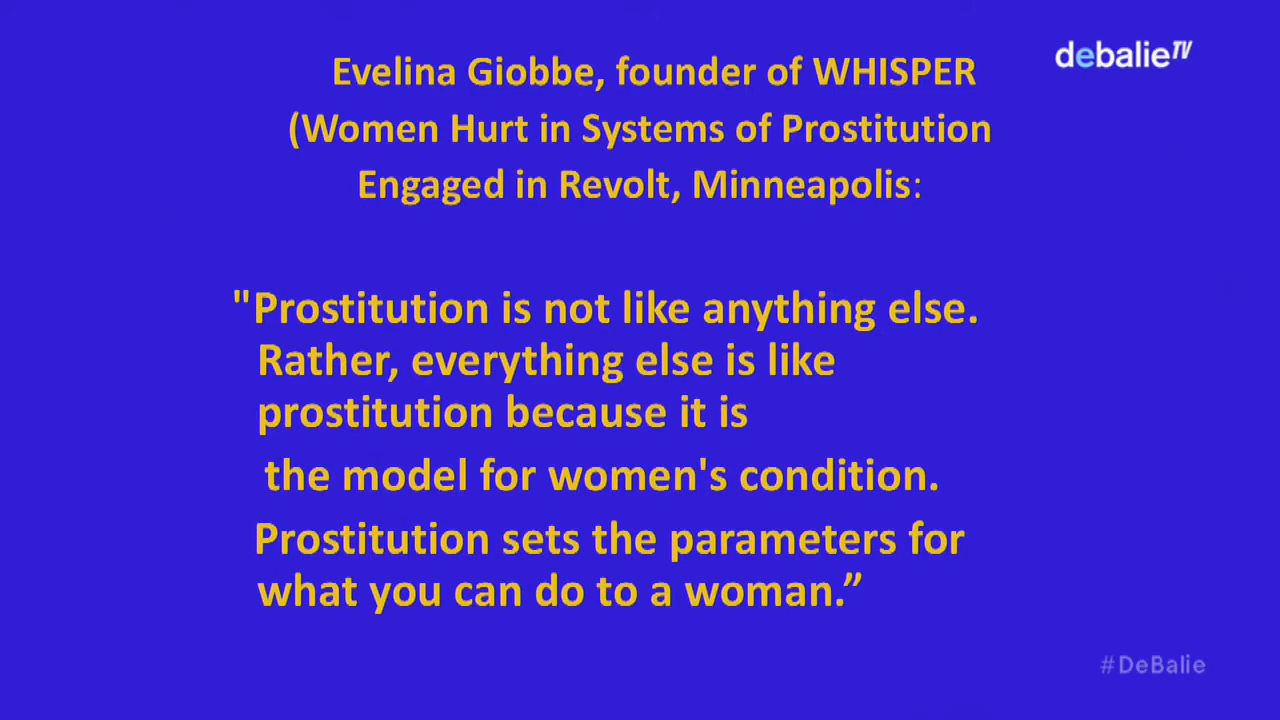 debalieTV
Evelina Giobbe, founder of WHISPER
(Women Hurt in Systems of Prostitution
Engaged in Revolt, Minneapolis:
"Prostitution is not like anything else.
Rather, everything else is like
prostitution because it is
the model for women's condition.
Prostitution sets the parameters for
what you can do to a woman.”
#DeBalie